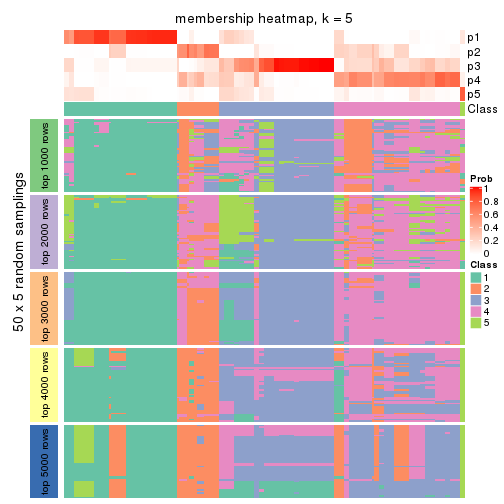 membership heatmap, k = 5
p1
p2
p3
p4
p5
Class
50 x 5 random samplings
top 1000 rows
top 2000 rows
top 3000 rows
top 4000 rows
top 5000 rows
Prob
1
0.8
0.6
0.4
0.2
0
Class
1
2
3
4
5